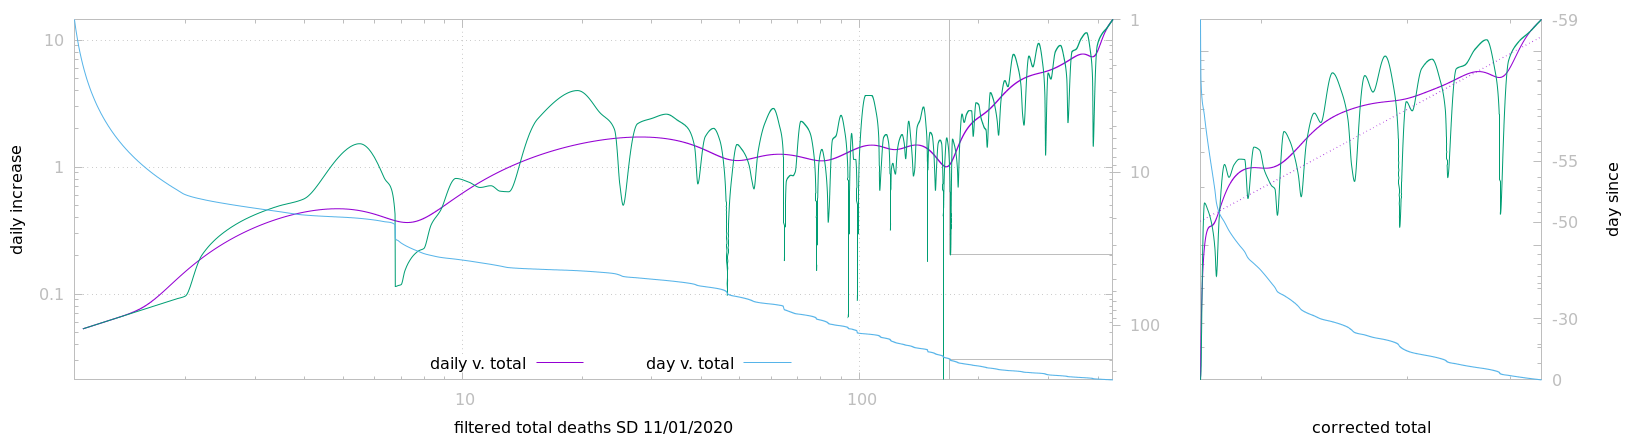 daily increase
10
1
0.1
daily v. total
day v. total
10
100
filtered total deaths SD 11/01/2020
1
10
100
-59
-55
-50
-30
0
day since
corrected total